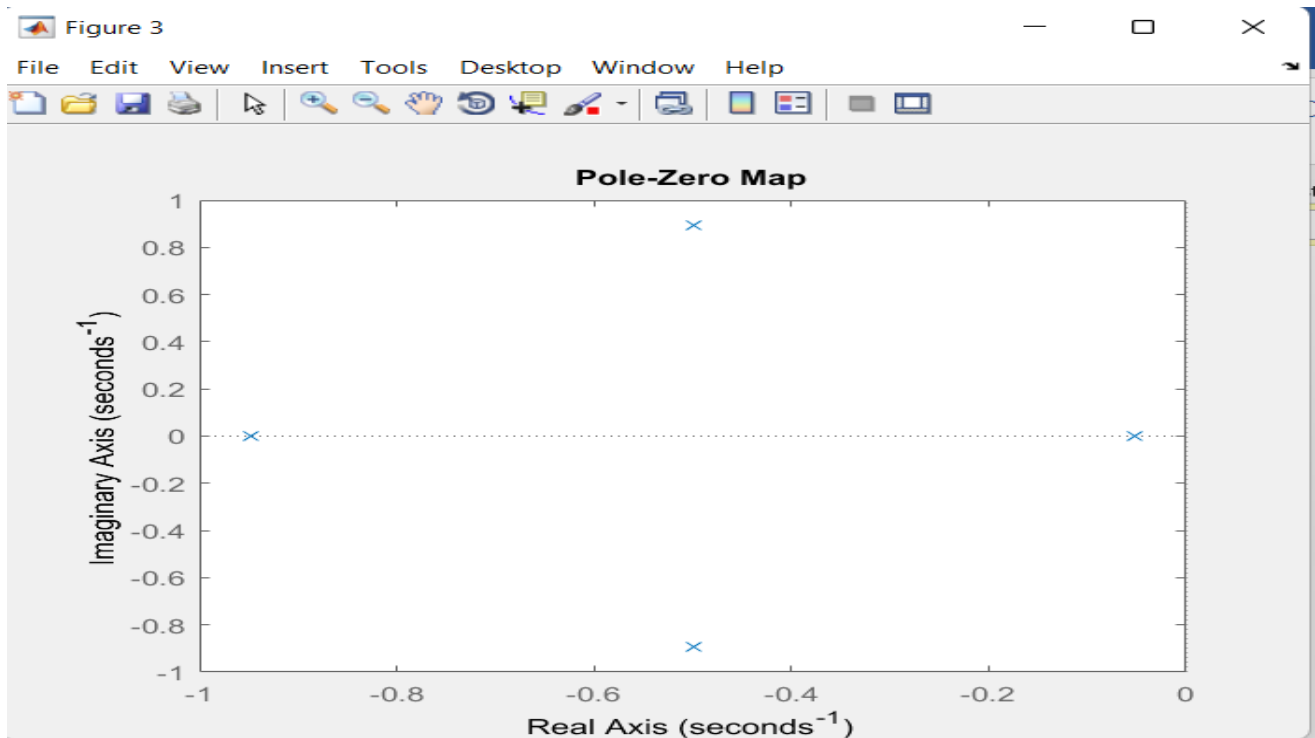 Figure 3
File Edit View Insert Tools Desktop Window Help
Pole-Zero Map
1
0.8
0.6
0.4
0.2
0
-0.2
-0.4
-0.6
-0.8
-1
Imaginary Axis (seconds-1)
-1 -0.8 -0.6 -0.4 -0.2 0
Real Axis (seconds-1)